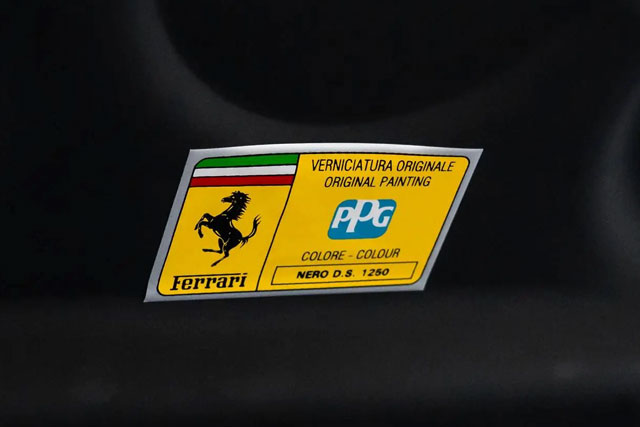 VERNICIATURA ORIGINALE
ORIGINAL PAINTING
PPG
COLORE - COLOUR
NERO D.S. 1250
Ferrari